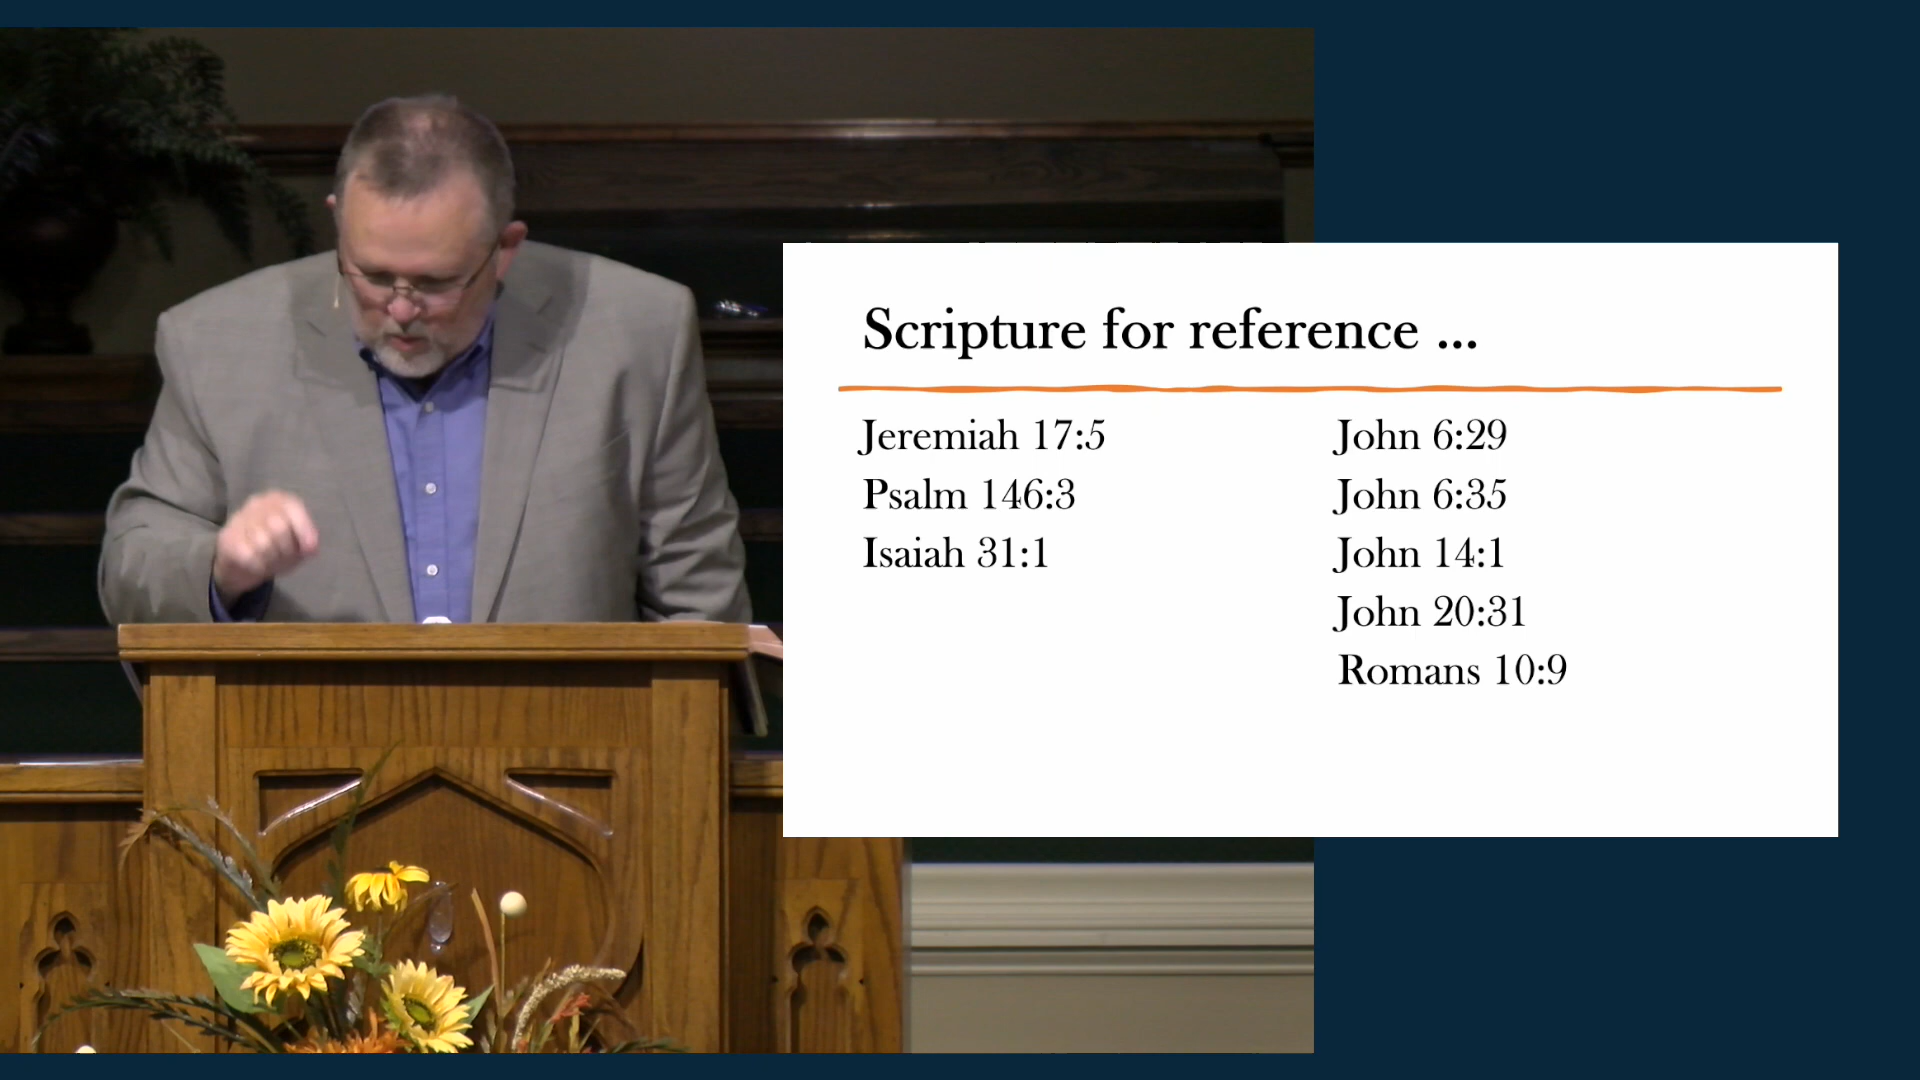 Scripture for reference ...
Jeremiah 17:5
Psalm 146:3
Isaiah 31:1
John 6:29
John 6:35
John 14:1
John 20:31
Romans 10:9